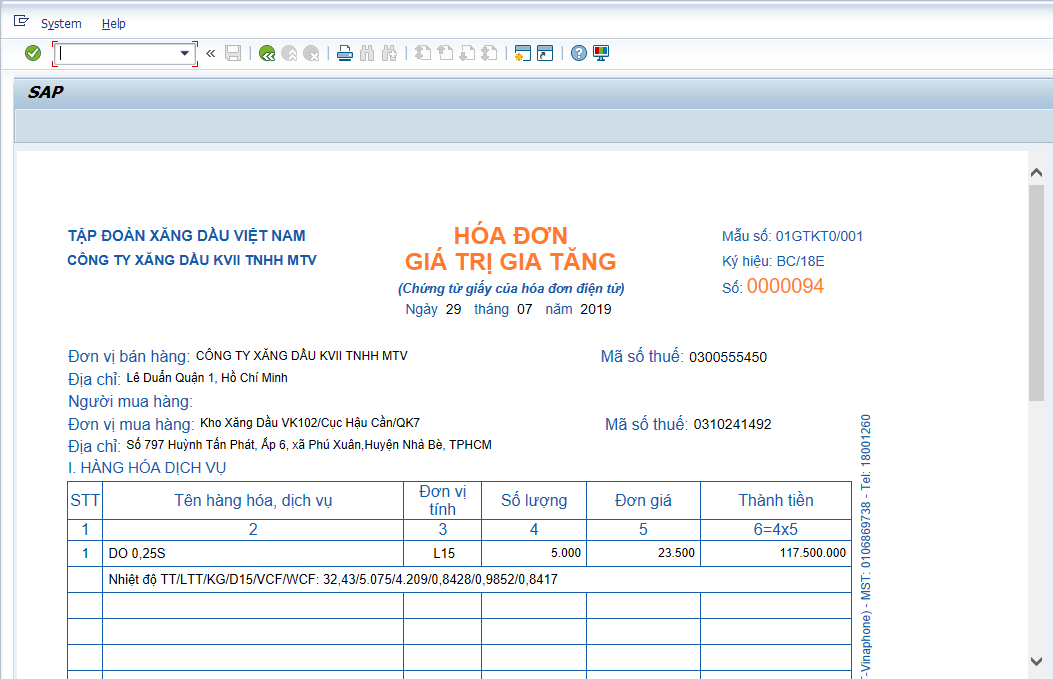 System Help
SAP
TẬP ĐOÀN XĂNG DẦU VIỆT NAM
CÔNG TY XĂNG DẦU KVII TNHH MTV
HÓA ĐƠN
GIÁ TRỊ GIA TĂNG
(Chứng từ giấy của hóa đơn điện tử)
Ngày 29 tháng 07 năm 2019
Mẫu số: 01GTKT0/001
Ký hiệu: BC/18E
Số: 0000094
Đơn vị bán hàng: CÔNG TY XĂNG DẦU KVII TNHH MTV Mã số thuế: 0300555450
Địa chỉ: Lê Duẩn Quận 1, Hồ Chí Minh
Người mua hàng:
Đơn vị mua hàng: Kho Xăng Dầu VK102/Cục Hậu Cần/QK7 Mã số thuế: 0310241492
Địa chỉ: Số 797 Huỳnh Tấn Phát, Ấp 6, xã Phú Xuân,Huyện Nhà Bè, TPHCM
I. HÀNG HÓA DỊCH VỤ
STT Tên hàng hóa, dịch vụ Đơn vị tính Số lượng Đơn giá Thành tiền
1 2 3 4 5 6=4x5
1 DO 0,25S L15 5.000 23.500 117.500.000
Nhiệt độ TT/LTT/KG/D15/VCF/WCF: 32,43/5.075/4.209/0,8428/0,9852/0,8417
T-Vinaphone) - MST: 0106869738 - Tel: 18001260